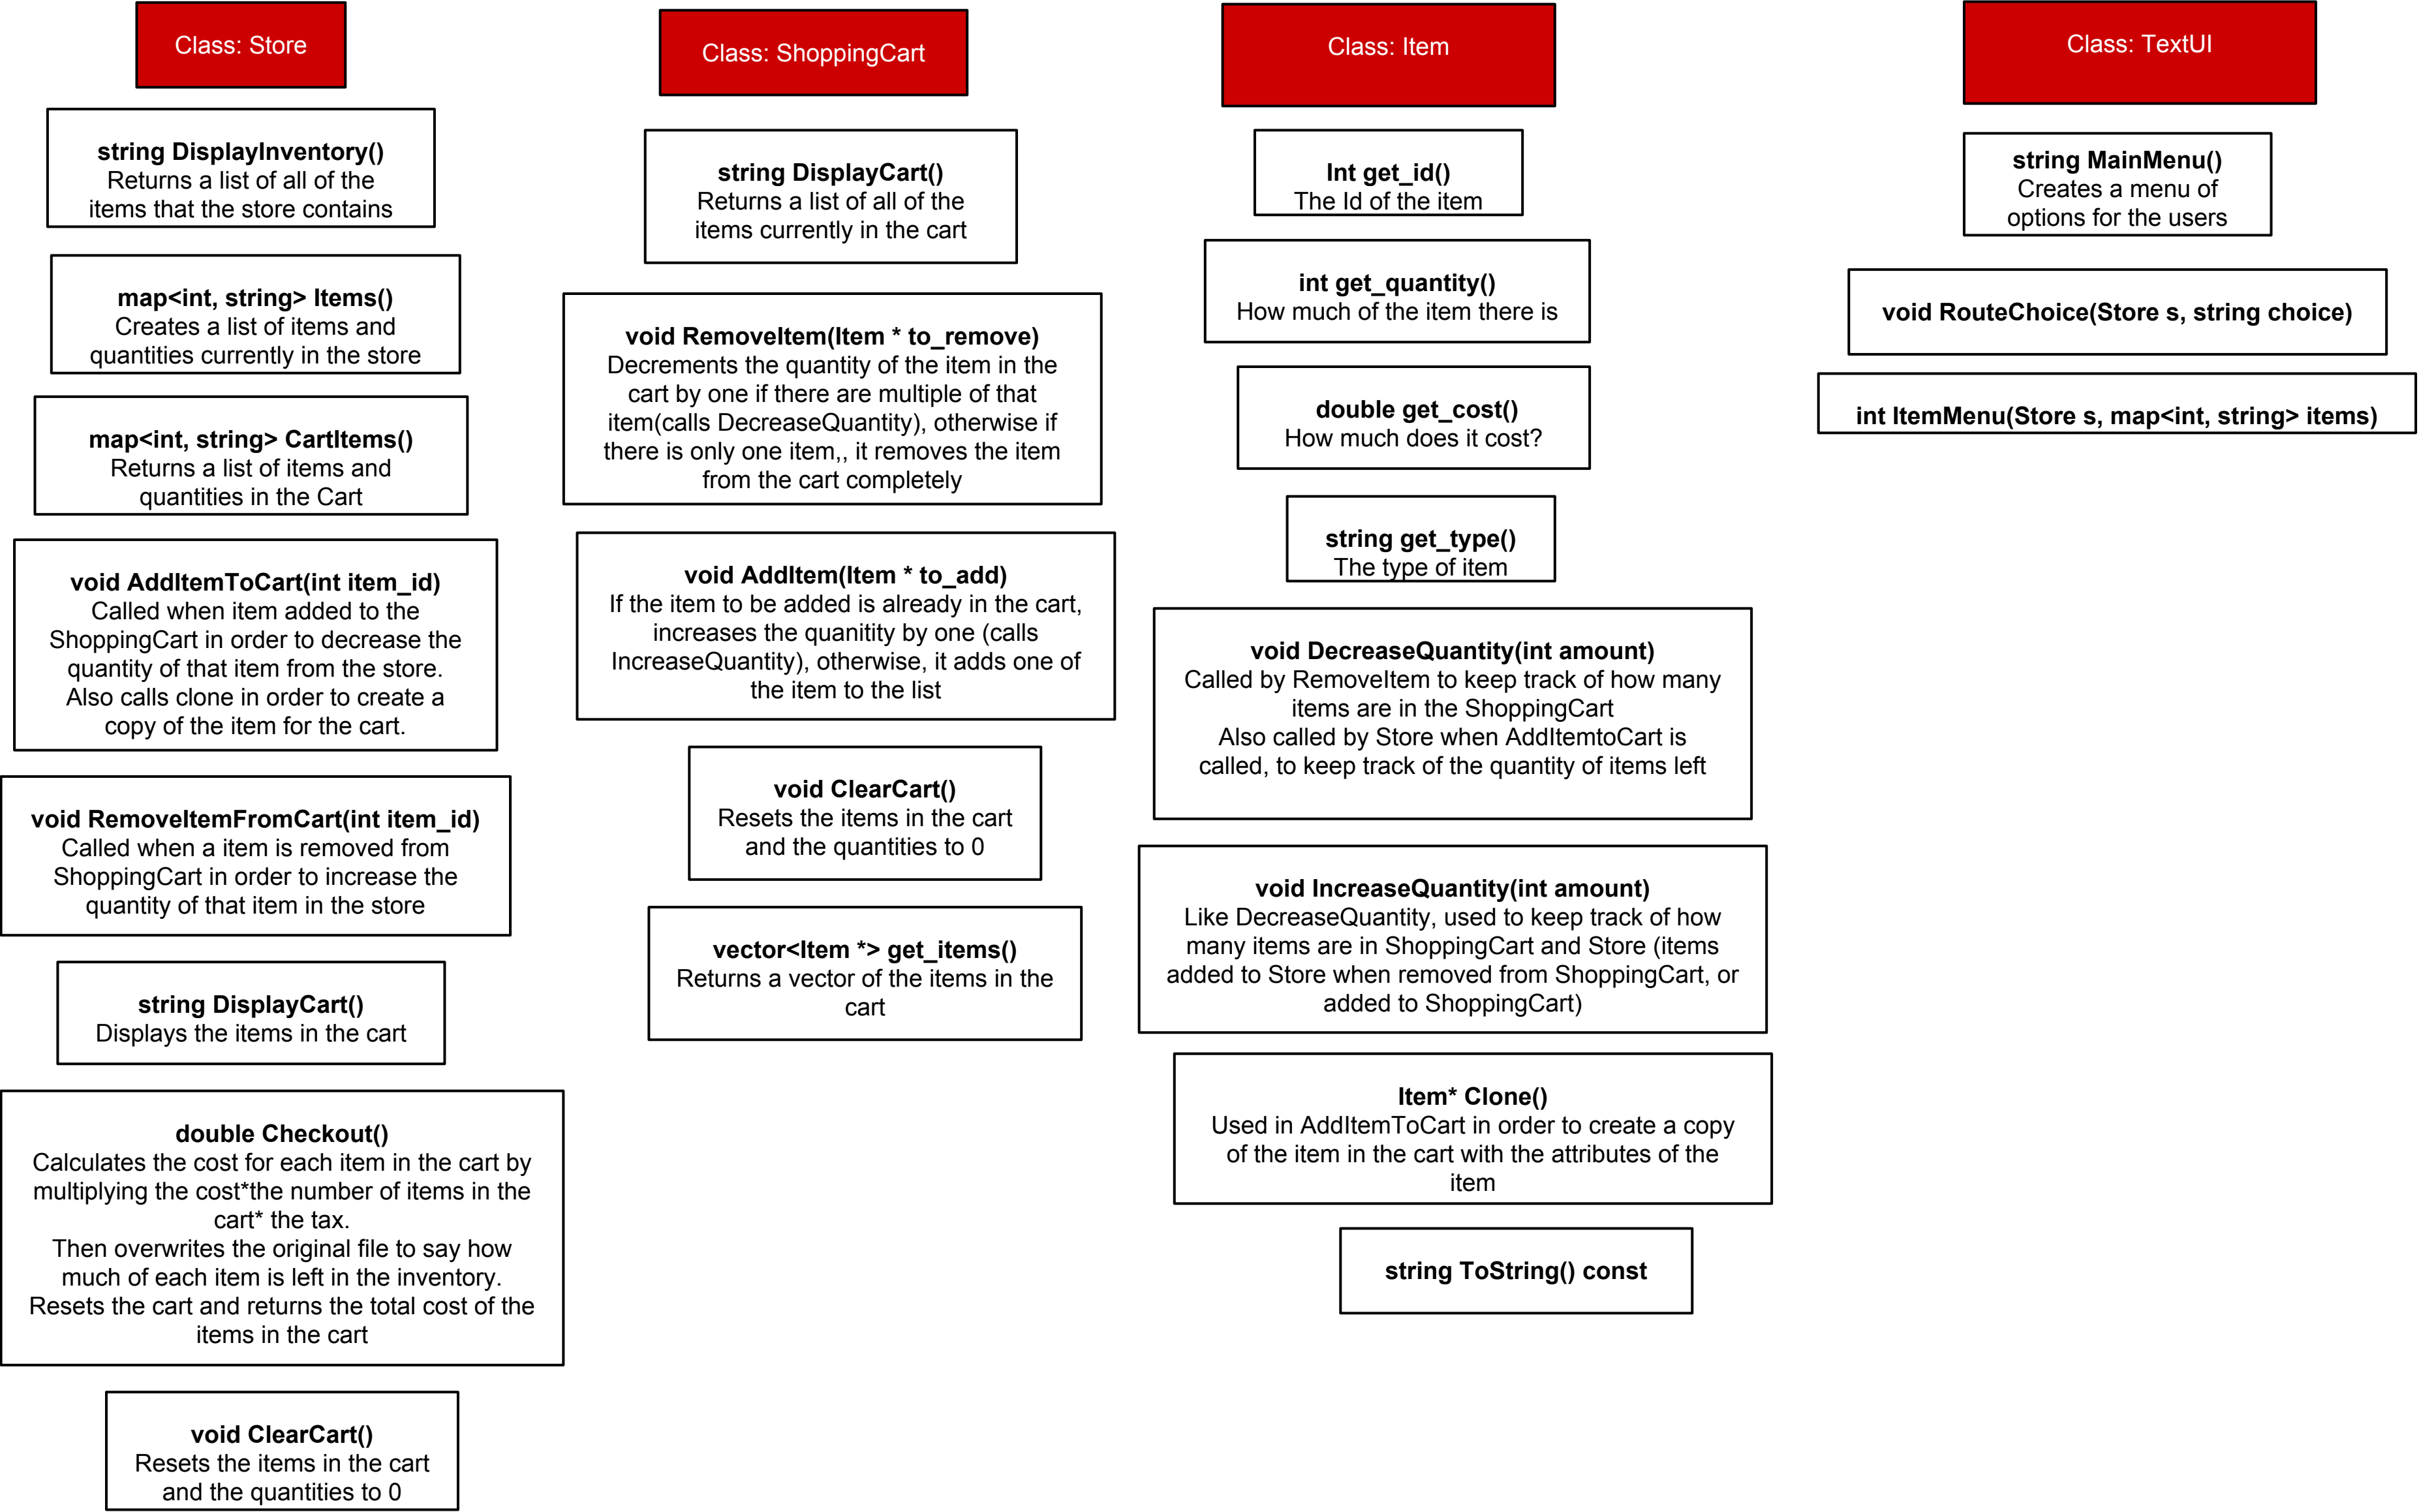 Class: Store
string DisplayInventory()
Returns a list of all of the
items that the store contains
map<int, string> Items()
Creates a list of items and
quantities currently in the store
map<int, string> CartItems()
Returns a list of items and
quantities in the Cart
void AddItemToCart(int item_id)
Called when item added to the
ShoppingCart in order to decrease the
quantity of that item from the store.
Also calls clone in order to create a
copy of the item for the cart.
void RemoveItemFromCart(int item_id)
Called when a item is removed from
ShoppingCart in order to increase the
quantity of that item in the store
string DisplayCart()
Displays the items in the cart
double Checkout()
Calculates the cost for each item in the cart by
multiplying the cost*the number of items in the
cart* the tax.
Then overwrites the original file to say how
much of each item is left in the inventory.
Resets the cart and returns the total cost of the
items in the cart
void ClearCart()
Resets the items in the cart
and the quantities to 0
Class: ShoppingCart
string DisplayCart()
Returns a list of all of the
items currently in the cart
void RemoveItem(Item * to_remove)
Decrements the quantity of the item in the
cart by one if there are multiple of that
item(calls DecreaseQuantity), otherwise if
there is only one item,, it removes the item
from the cart completely
void AddItem(Item * to_add)
If the item to be added is already in the cart,
increases the quanitity by one (calls
IncreaseQuantity), otherwise, it adds one of
the item to the list
void ClearCart()
Resets the items in the cart
and the quantities to 0
vector<Item *> get_items()
Returns a vector of the items in the
cart
Class: Item
Int get_id()
The Id of the item
int get_quantity()
How much of the item there is
double get_cost()
How much does it cost?
string get_type()
The type of item
void DecreaseQuantity(int amount)
Called by RemoveItem to keep track of how many
items are in the ShoppingCart
Also called by Store when AddItemtoCart is
called, to keep track of the quantity of items left
void IncreaseQuantity(int amount)
Like DecreaseQuantity, used to keep track of how
many items are in ShoppingCart and Store (items
added to Store when removed from ShoppingCart, or
added to ShoppingCart)
Item* Clone()
Used in AddItemToCart in order to create a copy
of the item in the cart with the attributes of the
item
string ToString() const
Class: TextUI
string MainMenu()
Creates a menu of
options for the users
void RouteChoice(Store s, string choice)
int ItemMenu(Store s, map<int, string> items)